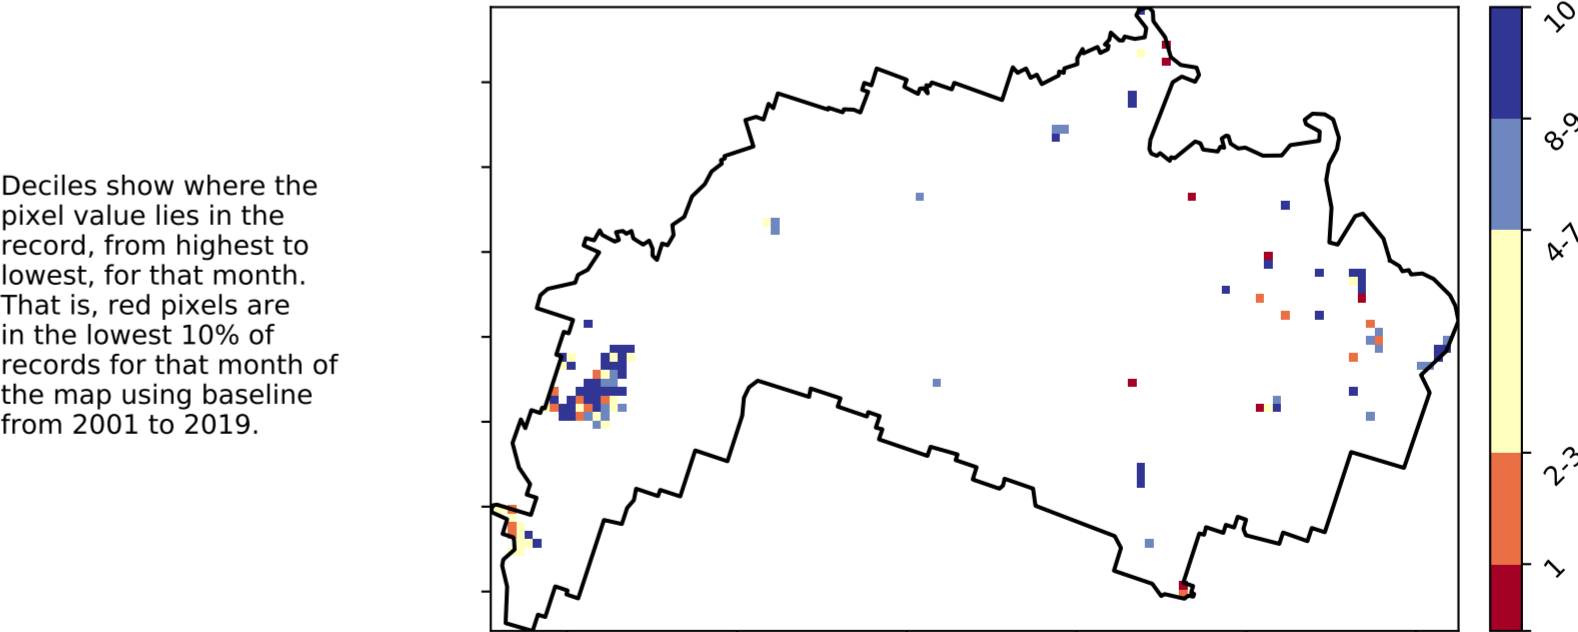 Deciles show where the
pixel value lies in the
record, from highest to
lowest, for that month.
That is, red pixels are
in the lowest 10% of
records for that month of
the map using baseline
from 2001 to 2019.
10
8-9
4-7
2-3
1